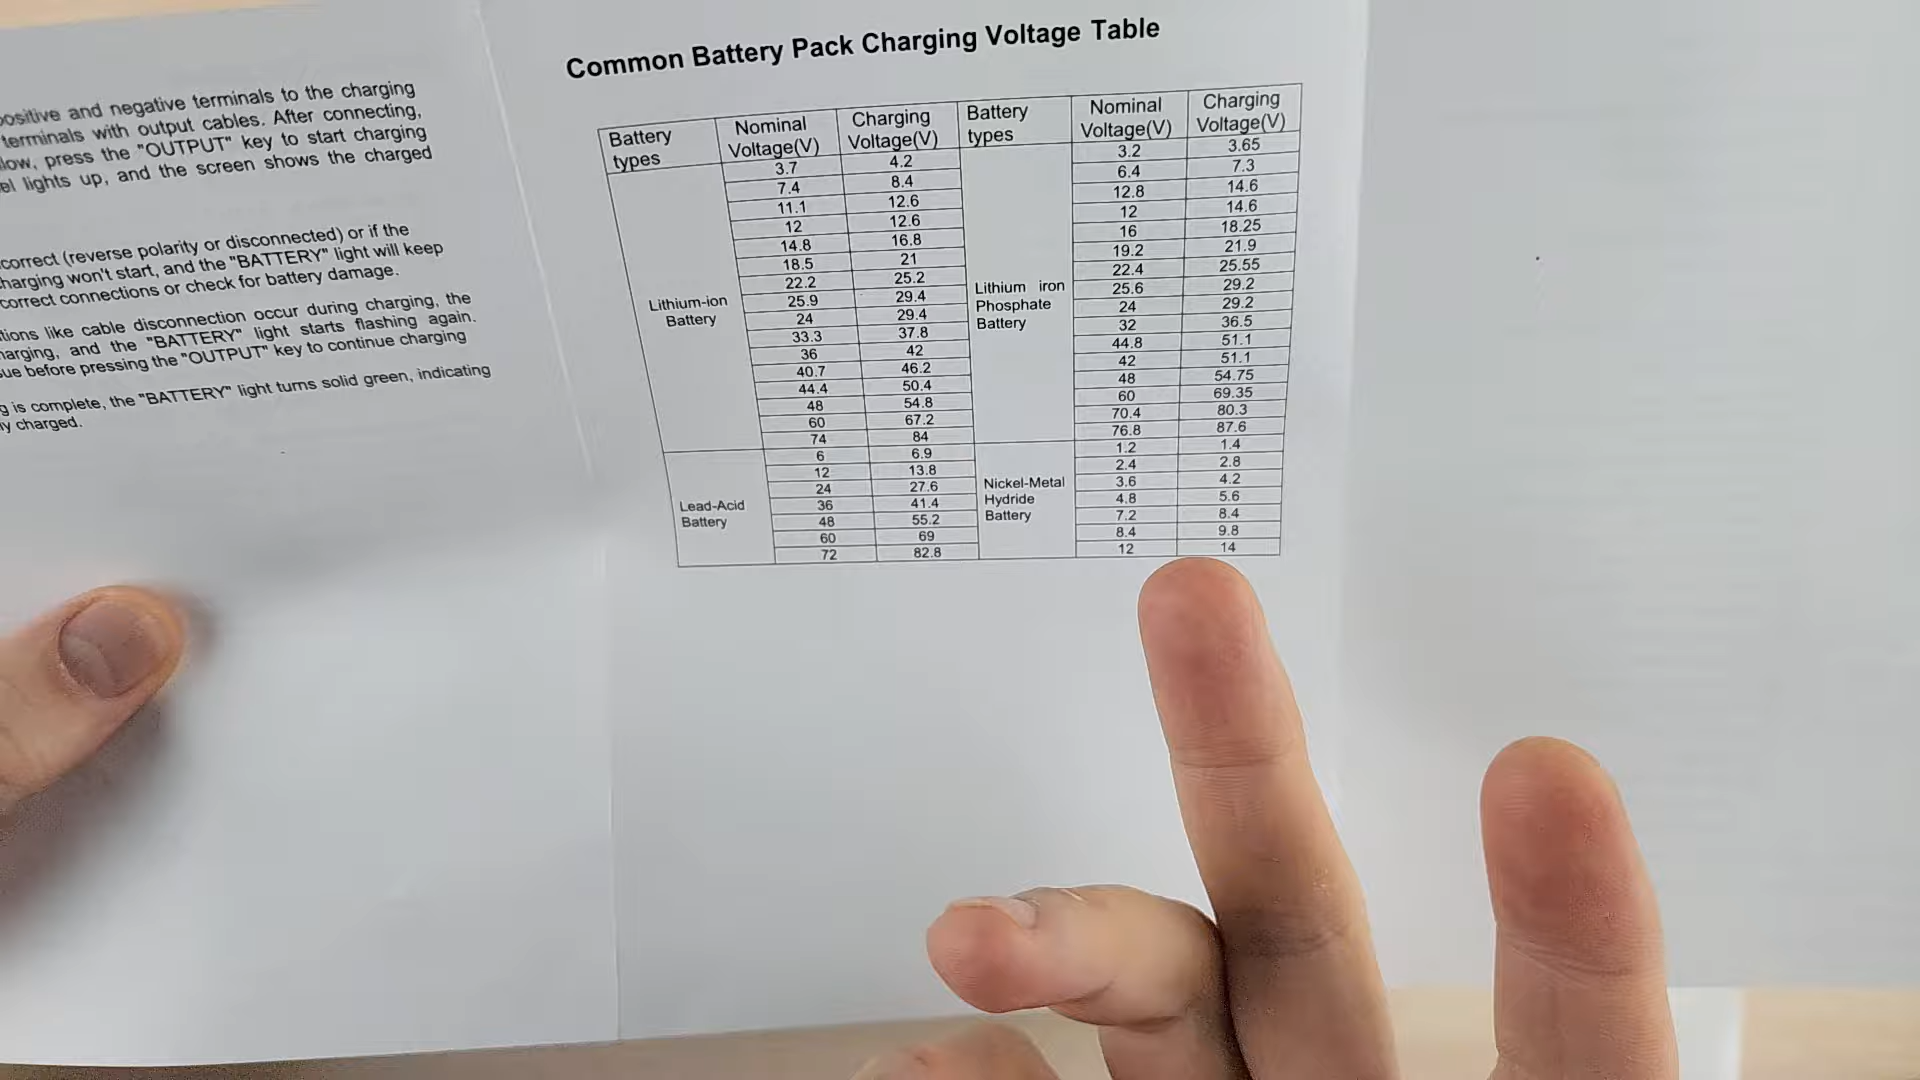 positive and negative terminals to the charging
terminals with output cables. After connecting,
low, press the "OUTPUT" key to start charging
lights up, and the screen shows the charged
correct (reverse polarity or disconnected) or if the
charging won't start, and the "BATTERY" light will keep
correct connections or check for battery damage.
tions like cable disconnection occur during charging, the
harging, and the "BATTERY" light starts flashing again.
sue before pressing the "OUTPUT" key to continue charging
g is complete, the "BATTERY" light turns solid green, indicating
y charged.
Common Battery Pack Charging Voltage Table
Battery types Nominal Voltage(V) Charging Voltage(V) Battery types Nominal Voltage(V) Charging Voltage(V)
Lithium-ion Battery
3.7 4.2
7.4 8.4
11.1 12.6
12 12.6
14.8 16.8
18.5 21
22.2 25.2
25.9 29.4
24 29.4
33.3 37.8
36 42
40.7 46.2
44.4 50.4
48 54.8
60 67.2
74 84
Lead-Acid Battery
6 6.9
12 13.8
24 27.6
36 41.4
48 55.2
60 69
72 82.8
Lithium iron Phosphate Battery
3.2 3.65
6.4 7.3
12.8 14.6
12 14.6
16 18.25
19.2 21.9
22.4 25.55
25.6 29.2
24 29.2
32 36.5
44.8 51.1
42 51.1
48 54.75
60 69.35
70.4 80.3
76.8 87.6
Nickel-Metal Hydride Battery
1.2 1.4
2.4 2.8
3.6 4.2
4.8 5.6
7.2 8.4
8.4 9.8
12 14